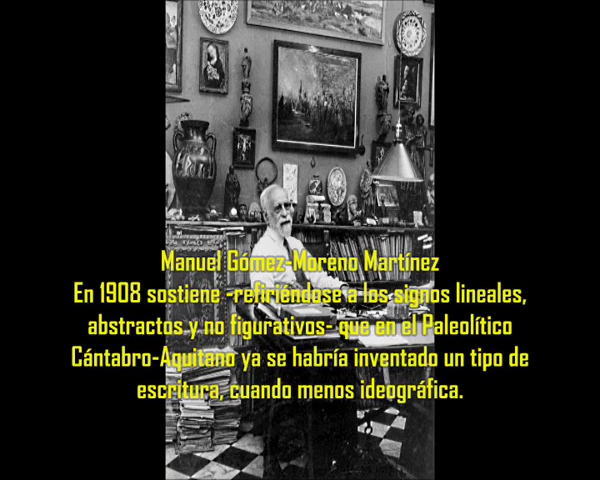 Manuel Gómez-Moreno Martínez
En 1908 sostiene -refiriéndose a los signos lineales,
abstractos y no figurativos- que en el Paleolítico
Cántabro-Aquitano ya se habría inventado un tipo de
escritura, cuando menos ideográfica.